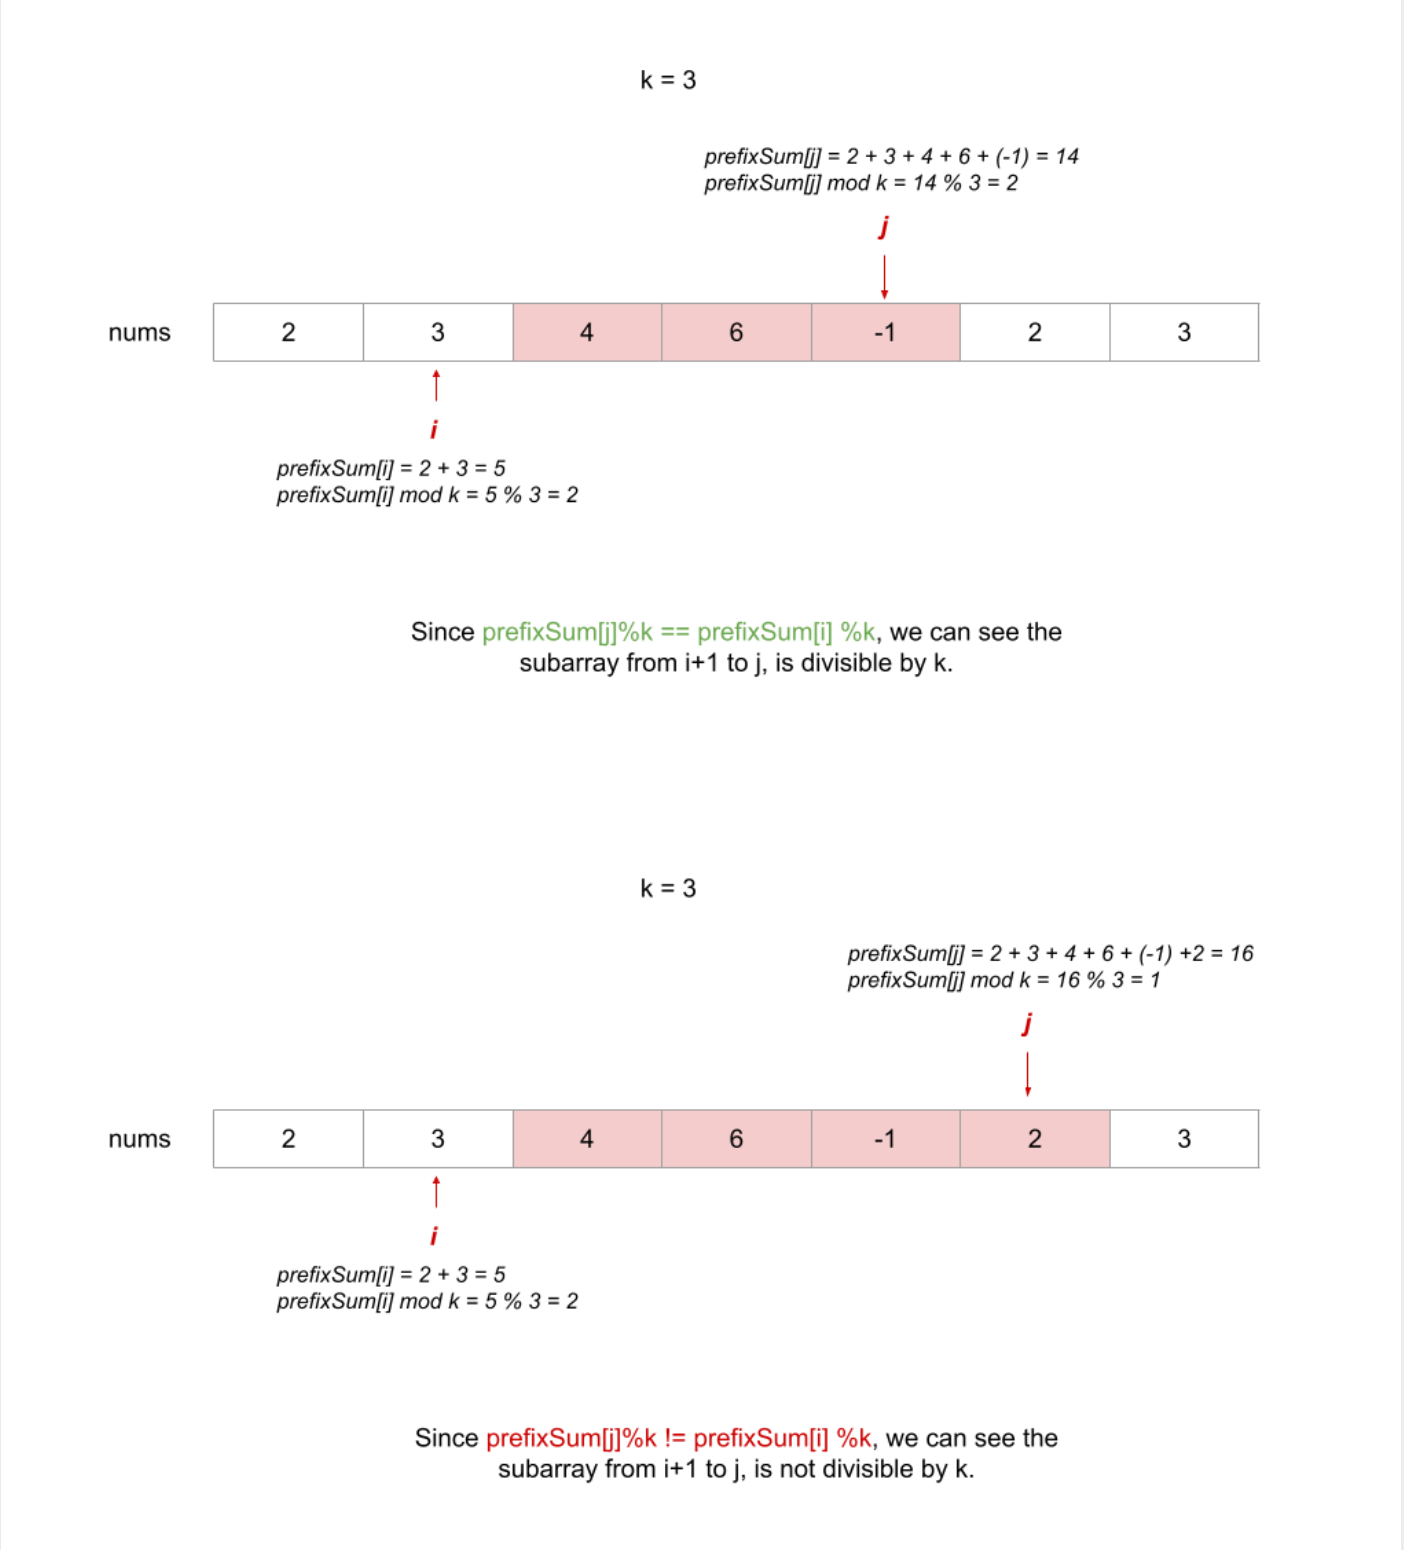 k = 3
prefixSum[j] = 2 + 3 + 4 + 6 + (-1) = 14
prefixSum[j] mod k = 14 % 3 = 2
j
nums 2 3 4 6 -1 2 3
i
prefixSum[i] = 2 + 3 = 5
prefixSum[i] mod k = 5 % 3 = 2
Since prefixSum[j]%k == prefixSum[i] %k, we can see the
subarray from i+1 to j, is divisible by k.
k = 3
prefixSum[j] = 2 + 3 + 4 + 6 + (-1) +2 = 16
prefixSum[j] mod k = 16 % 3 = 1
j
nums 2 3 4 6 -1 2 3
i
prefixSum[i] = 2 + 3 = 5
prefixSum[i] mod k = 5 % 3 = 2
Since prefixSum[j]%k != prefixSum[i] %k, we can see the
subarray from i+1 to j, is not divisible by k.